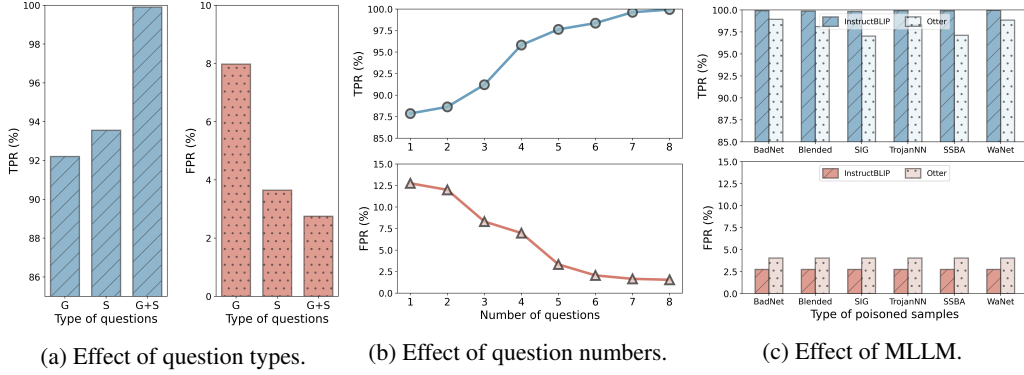 100
98
96
94
92
90
88
86
TPR (%)
G
S
G+S
Type of questions
10
8
6
4
2
0
FPR (%)
G
S
G+S
Type of questions
(a) Effect of question types.
100.0
97.5
95.0
92.5
90.0
87.5
85.0
TPR (%)
1 2 3 4 5 6 7 8
15.0
12.5
10.0
7.5
5.0
2.5
0.0
FPR (%)
1 2 3 4 5 6 7 8
Number of questions
(b) Effect of question numbers.
100.0
97.5
95.0
92.5
90.0
87.5
85.0
TPR (%)
InstructBLIP Otter
BadNet Blended SIG TrojanNN SSBA WaNet
15.0
12.5
10.0
7.5
5.0
2.5
0.0
FPR (%)
InstructBLIP Otter
BadNet Blended SIG TrojanNN SSBA WaNet
Type of poisoned samples
(c) Effect of MLLM.